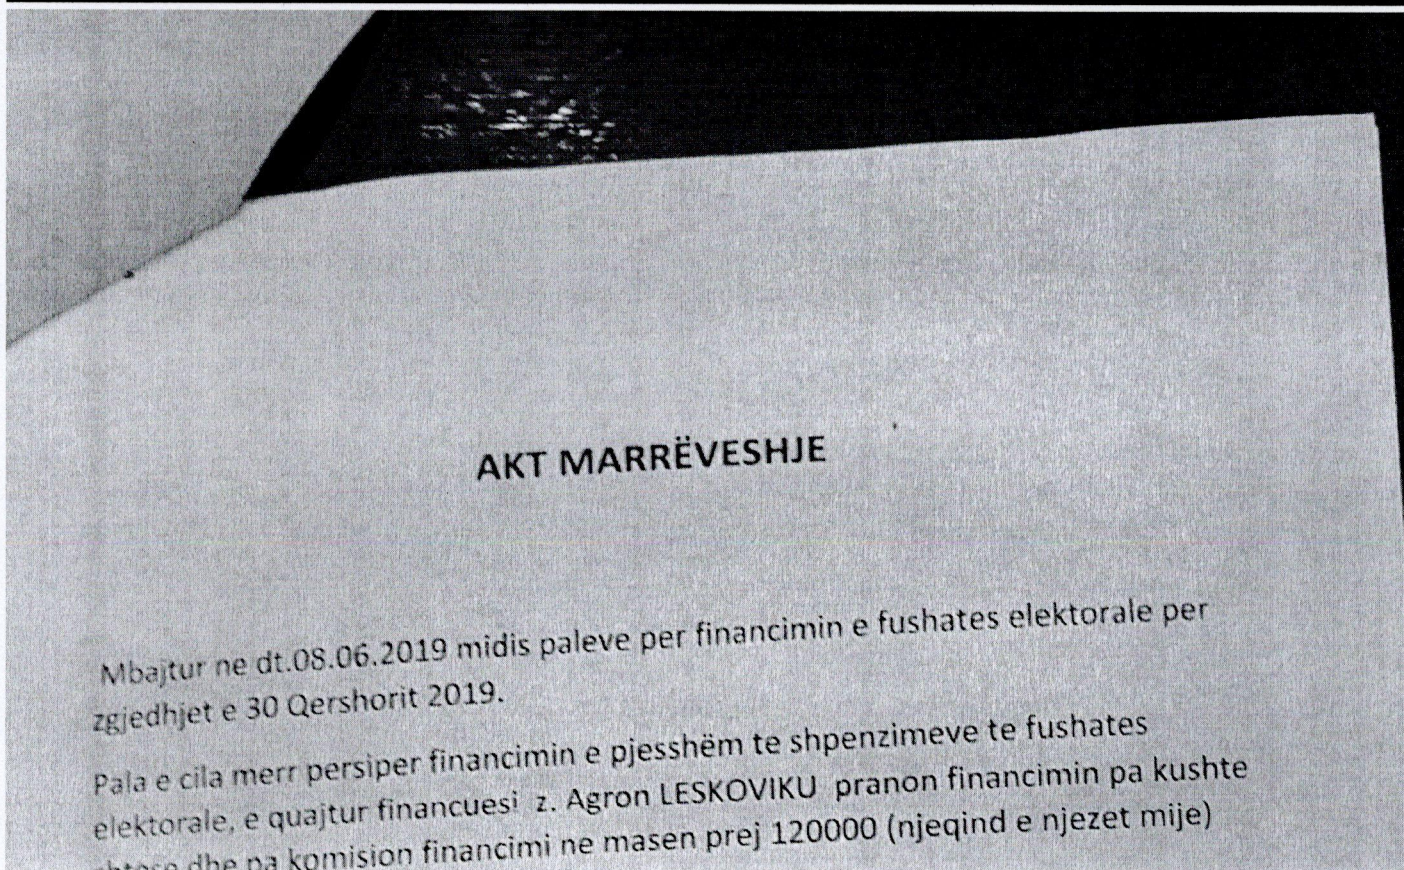 AKT MARRËVESHJE
Mbajtur ne dt.08.06.2019 midis paleve per financimin e fushates elektorale per
zgjedhjet e 30 Qershorit 2019.
Pala e cila merr persiper financimin e pjesshëm te shpenzimeve te fushates
elektorale, e quajtur financuesi z. Agron LESKOVIKU pranon financimin pa kushte
dhe pa komision financimi ne masen prej 120000 (njeqind e njezet mije)